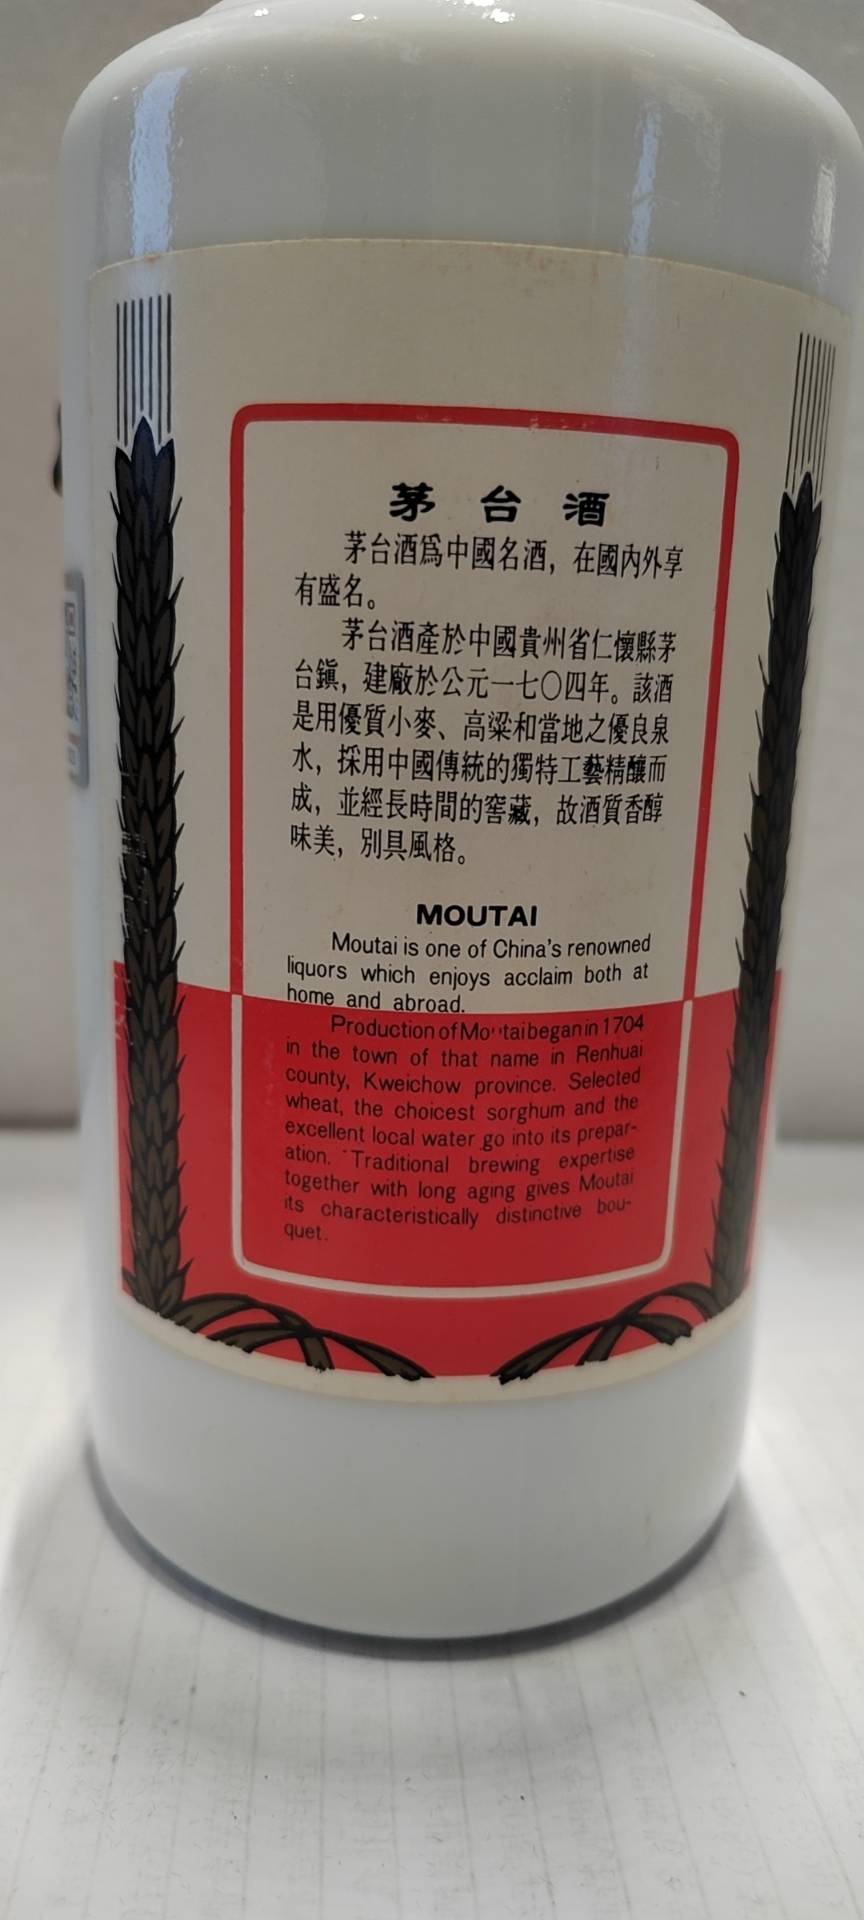 茅台酒
茅台酒爲中國名酒，在國內外享
有盛名。
茅台酒產於中國貴州省仁懷縣茅
台鎮，建廠於公元一七〇四年。該酒
是用優質小麥、高粱和當地之優良泉
水，採用中國傳統的獨特工藝精釀而
成，並經長時間的窖藏，故酒質香醇
味美，別具風格。
MOUTAI
Moutai is one of China's renowned
liquors which enjoys acclaim both at
home and abroad.
Production of Moutai began in 1704
in the town of that name in Renhuai
county, Kweichow province. Selected
wheat, the choicest sorghum and the
excellent local water go into its prepar-
ation. Traditional brewing expertise
together with long aging gives Moutai
its characteristically distinctive bou-
quet.